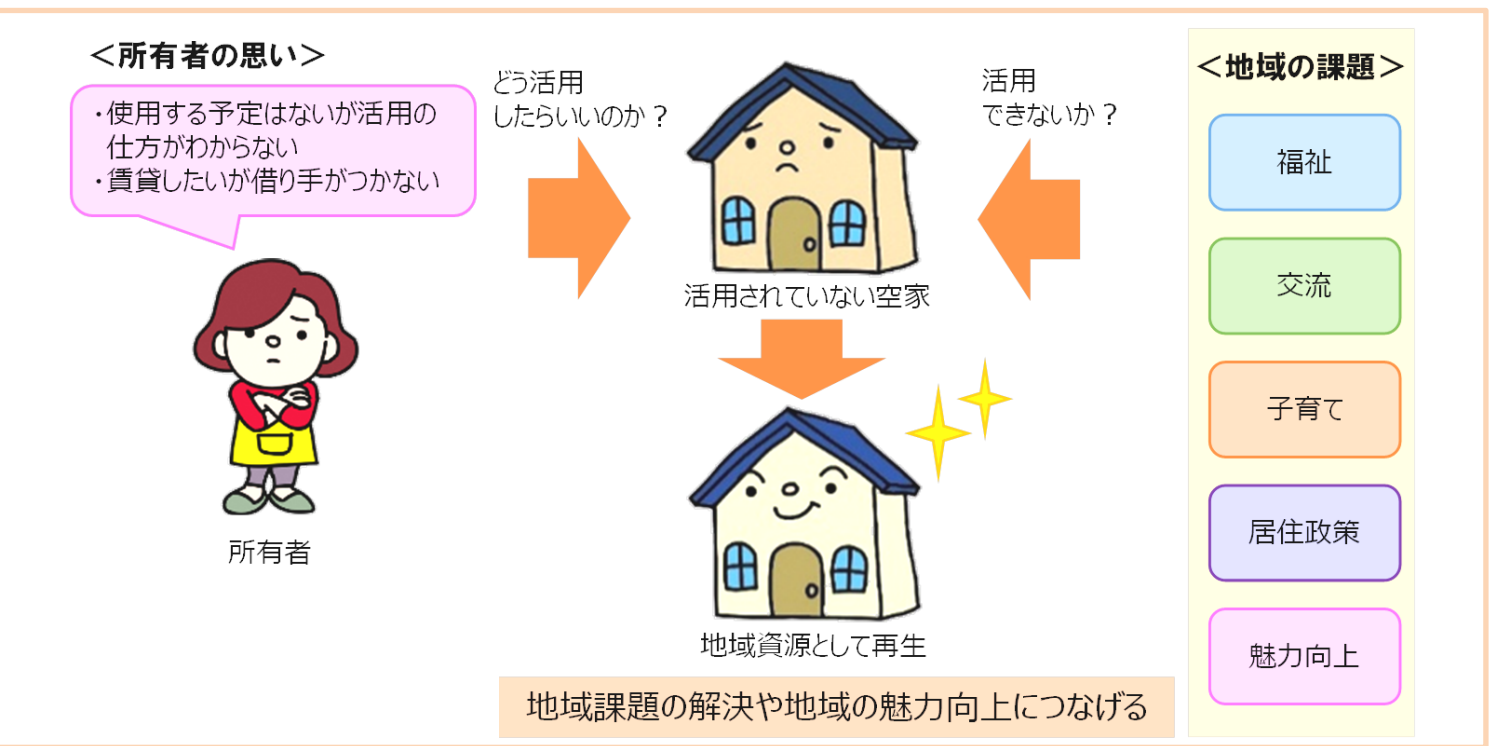 ＜所有者の思い＞
・使用する予定はないが活用の
仕方がわからない
・賃貸したいが借り手がつかない
所有者
どう活用
したらいいのか？
活用
できないか？
活用されていない空家
地域資源として再生
地域課題の解決や地域の魅力向上につなげる
＜地域の課題＞
福祉
交流
子育て
居住政策
魅力向上